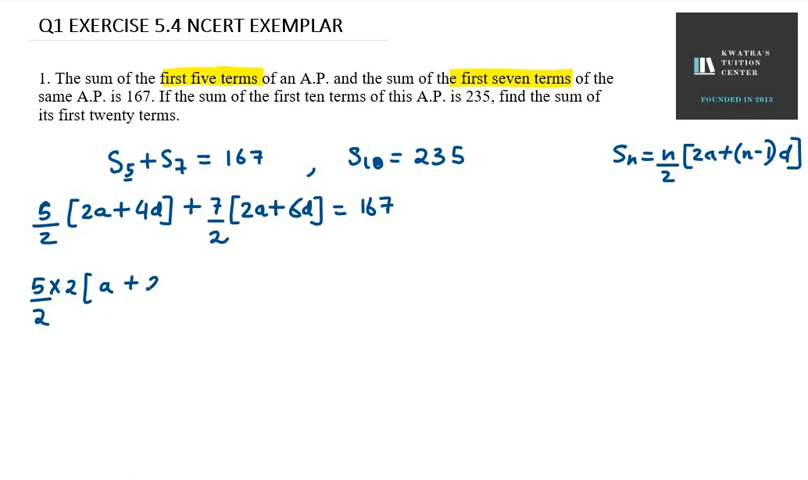 Q1 EXERCISE 5.4 NCERT EXEMPLAR
KWATRA'S
TUITION
CENTER
FOUNDED IN 2013
1. The sum of the first five terms of an A.P. and the sum of the first seven terms of the
same A.P. is 167. If the sum of the first ten terms of this A.P. is 235, find the sum of
its first twenty terms.
S₅ + S₇ = 167 , S₁₀ = 235
Sn = n/2 [2a+(n-1)d]
5/2 [2a+4d] + 7/2 [2a+6d] = 167
5/2 × 2 [ a +